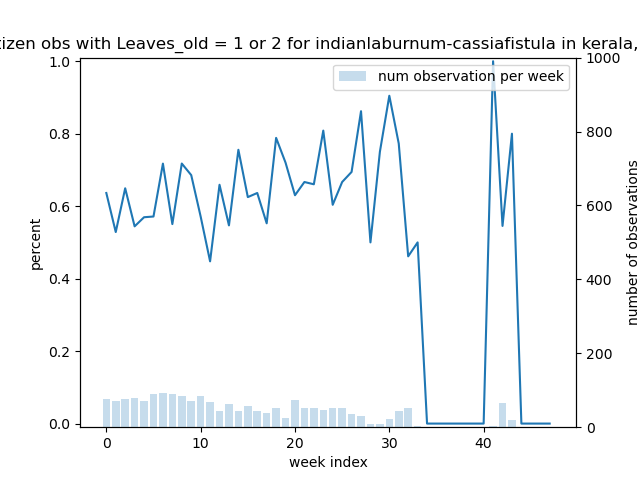 tizen obs with Leaves_old = 1 or 2 for indianlaburnum-cassiafistula in kerala,
num observation per week
1.0
0.8
0.6
0.4
0.2
0.0
percent
1000
800
600
400
200
0
number of observations
0 10 20 30 40
week index